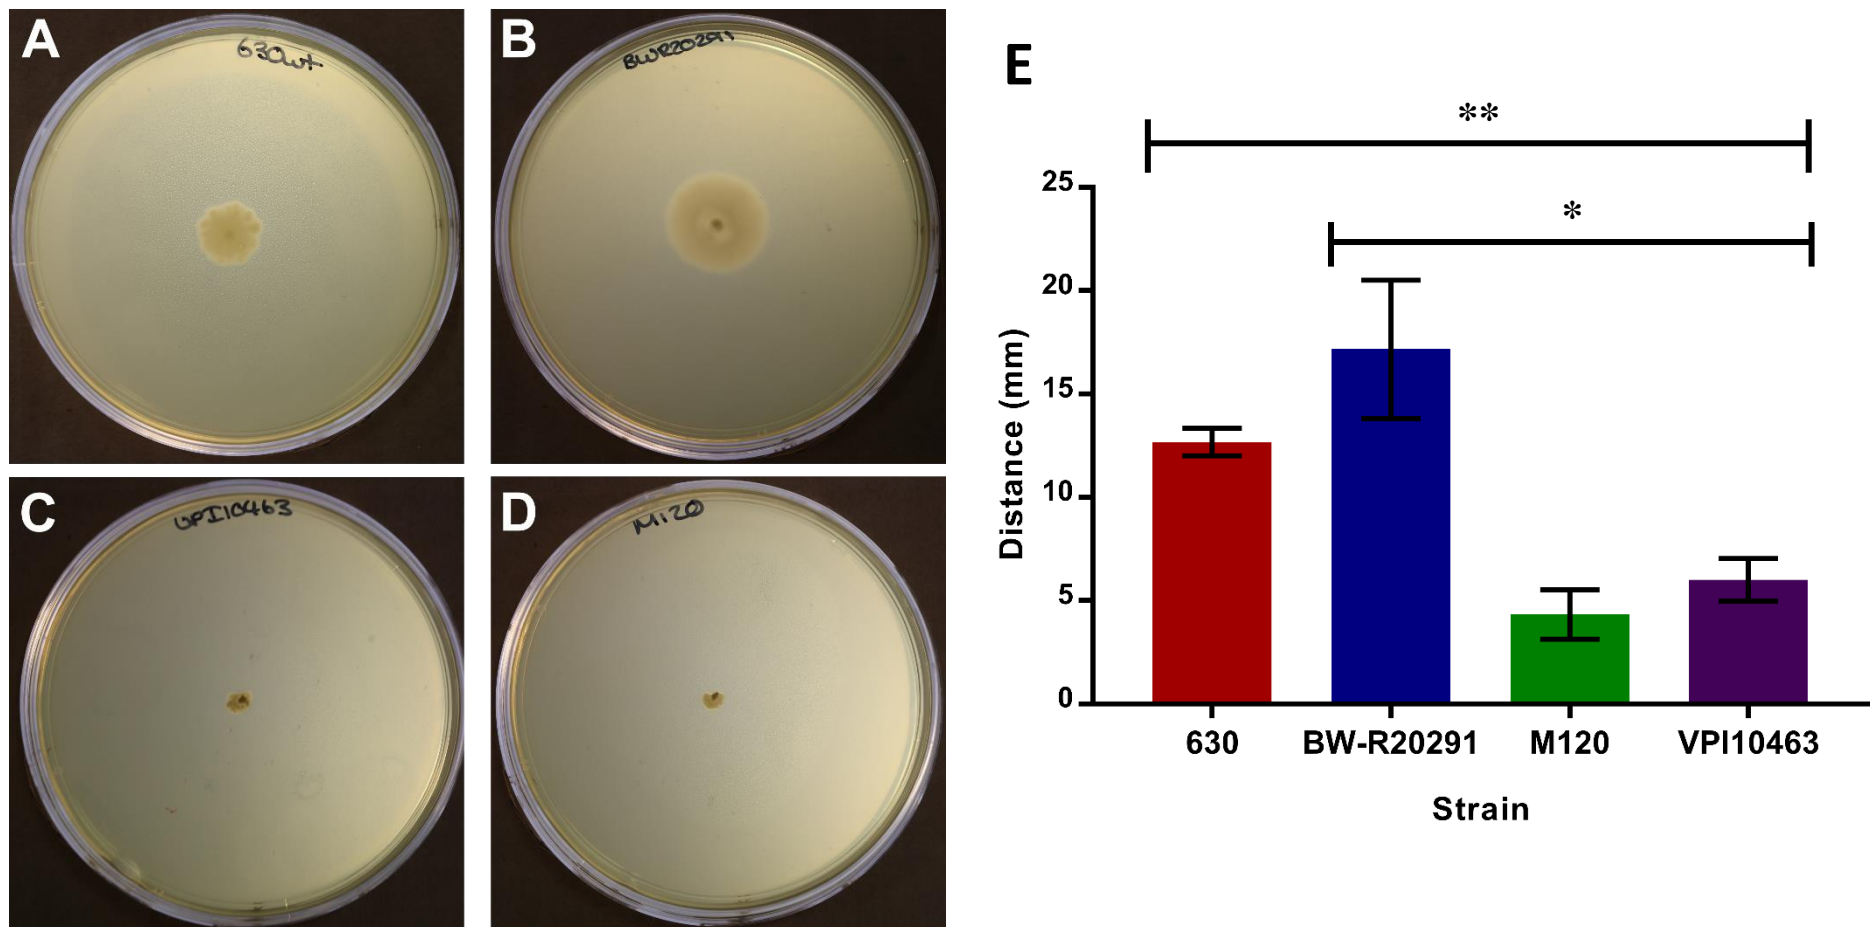 A
630wt
B
BWR20291
C
VPI10463
D
M120
E
**
*
25
20
15
10
5
0
Distance (mm)
630
BW-R20291
M120
VPI10463
Strain